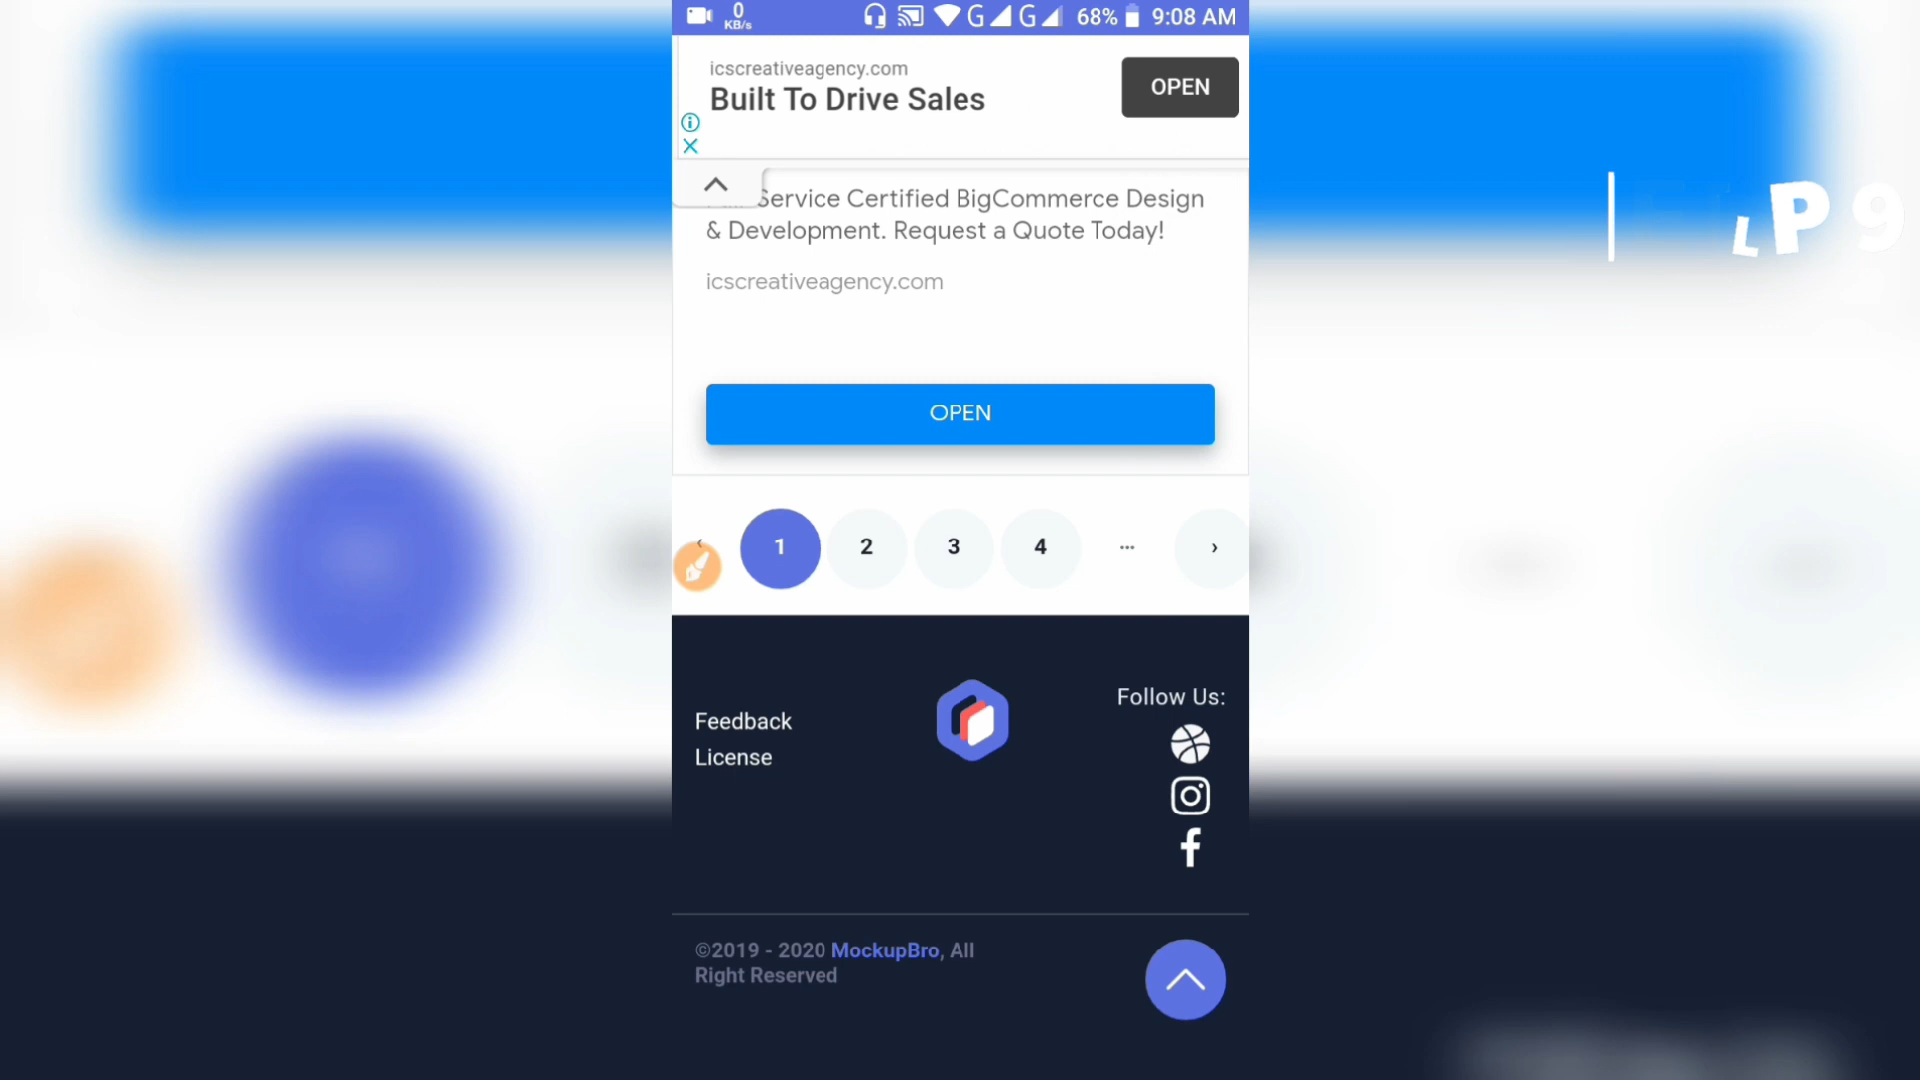 0
KB/s
G G 68% 9:08 AM
icscreativeagency.com
Built To Drive Sales
OPEN
Service Certified BigCommerce Design
& Development. Request a Quote Today!
icscreativeagency.com
OPEN
‹ 1 2 3 4 ... ›
LP9
Feedback
License
Follow Us:
©2019 - 2020 MockupBro, All
Right Reserved